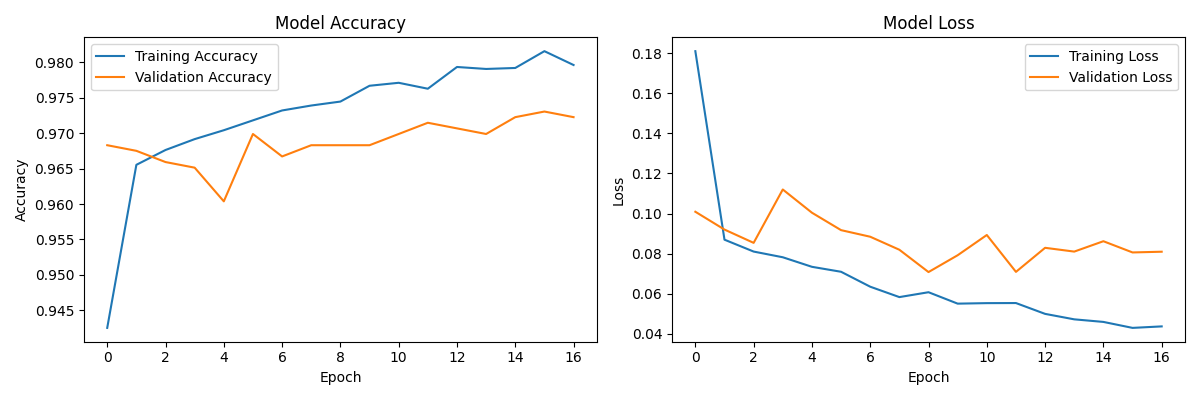 Model Accuracy
Training Accuracy
Validation Accuracy
0.980
0.975
0.970
0.965
0.960
0.955
0.950
0.945
Accuracy
0 2 4 6 8 10 12 14 16
Epoch
Model Loss
Training Loss
Validation Loss
0.18
0.16
0.14
0.12
0.10
0.08
0.06
0.04
Loss
0 2 4 6 8 10 12 14 16
Epoch